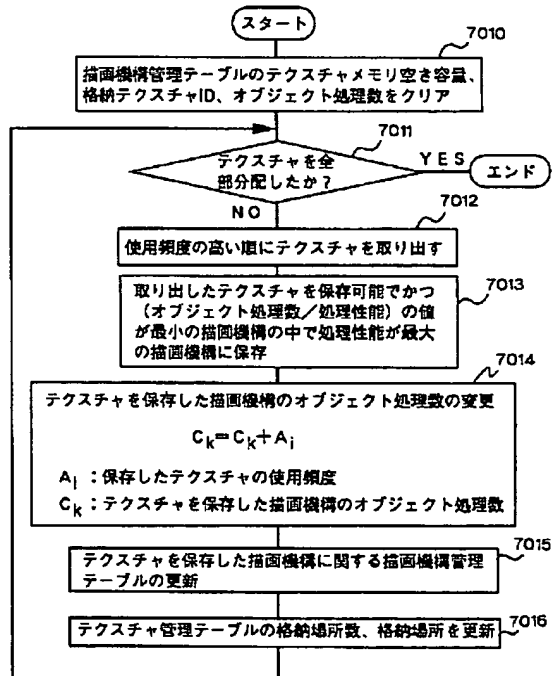 スタート
7010
描画機構管理テーブルのテクスチャメモリ空き容量、
格納テクスチャID、オブジェクト処理数をクリア
7011
テクスチャを全
部分配したか？
YES
エンド
NO
7012
使用頻度の高い順にテクスチャを取り出す
7013
取り出したテクスチャを保存可能でかつ
（オブジェクト処理数／処理性能）の値
が最小の描画機構の中で処理性能が最大
の描画機構に保存
7014
テクスチャを保存した描画機構のオブジェクト処理数の変更
Ck=Ck+Ai
Ai：保存したテクスチャの使用頻度
Ck：テクスチャを保存した描画機構のオブジェクト処理数
7015
テクスチャを保存した描画機構に関する描画機構管理
テーブルの更新
7016
テクスチャ管理テーブルの格納場所数、格納場所を更新